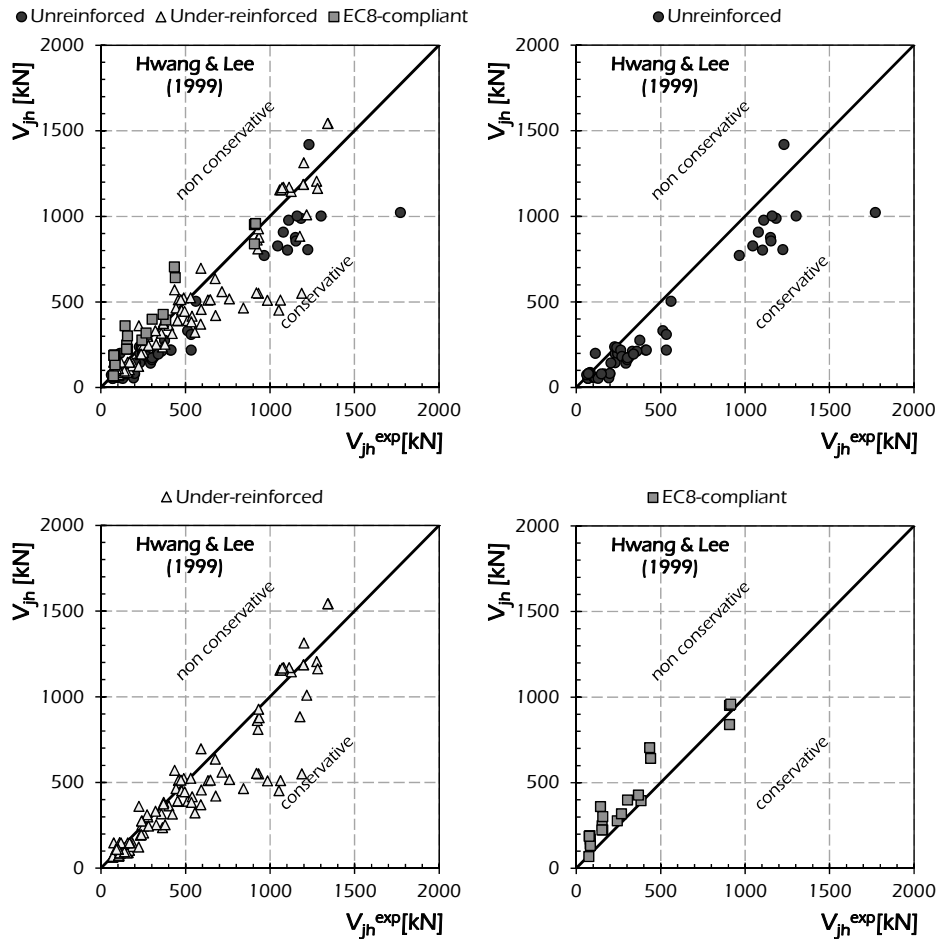 Unreinforced Under-reinforced EC8-compliant
Unreinforced
2000
1500
1000
500
0
V_jh [kN]
Hwang & Lee
(1999)
non conservative
conservative
0 500 1000 1500 2000
V_jh^exp[kN]
2000
1500
1000
500
0
V_jh [kN]
Hwang & Lee
(1999)
non conservative
conservative
0 500 1000 1500 2000
V_jh^exp[kN]
Under-reinforced
EC8-compliant
2000
1500
1000
500
0
V_jh [kN]
Hwang & Lee
(1999)
non conservative
conservative
0 500 1000 1500 2000
V_jh^exp[kN]
2000
1500
1000
500
0
V_jh [kN]
Hwang & Lee
(1999)
non conservative
conservative
0 500 1000 1500 2000
V_jh^exp[kN]